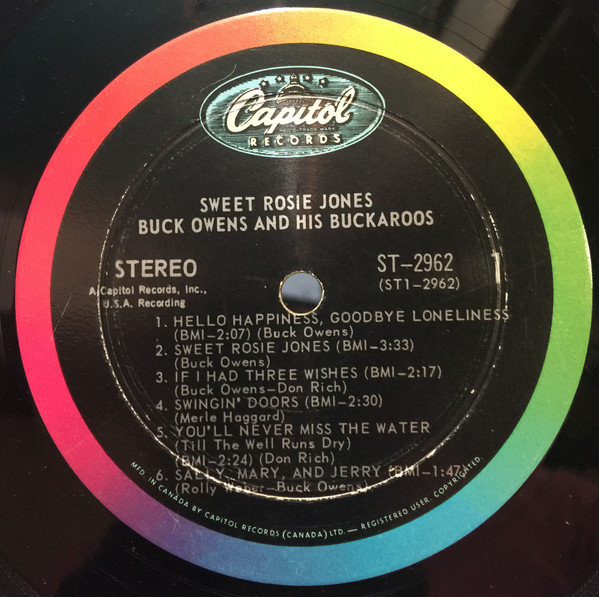 Capitol
REG. U.S. TRADE MARK
RECORDS
SWEET ROSIE JONES
BUCK OWENS AND HIS BUCKAROOS
STEREO
ST-2962
A Capitol Records, Inc.,
(ST1-2962)
U.S.A. Recording
1. HELLO HAPPINESS, GOODBYE LONELINESS
(BMI-2:07) (Buck Owens)
2. SWEET ROSIE JONES (BMI-3:33)
(Buck Owens)
3. IF I HAD THREE WISHES (BMI-2:17)
(Buck Owens-Don Rich)
4. SWINGIN' DOORS (BMI-2:30)
(Merle Haggard)
5. YOU'LL NEVER MISS THE WATER
(Till The Well Runs Dry)
(BMI-2:24) (Don Rich)
6. SALLY, MARY, AND JERRY (BMI-1:47)
(Rolly Weber-Buck Owens)
MFD. IN CANADA BY CAPITOL RECORDS (CANADA) LTD. — REGISTERED USER. COPYRIGHTED.